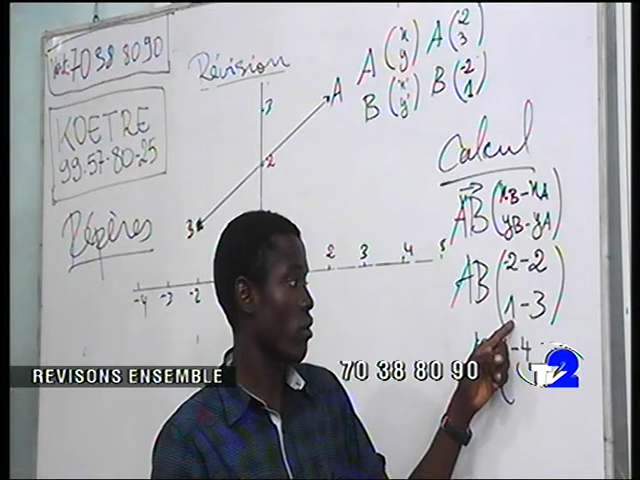 70 38 80 90
KOETRE
99-57-80-25
Révision
Répères
A
3
2
B
-4 -3 -2
2 3 4 5
A (x y) A (2 3)
B (x' y') B (-2 1)
Calcul
AB (xB-xA
yB-yA)
AB (-2-2
1-3)
-4
REVISONS ENSEMBLE
70 38 80 90
TV2